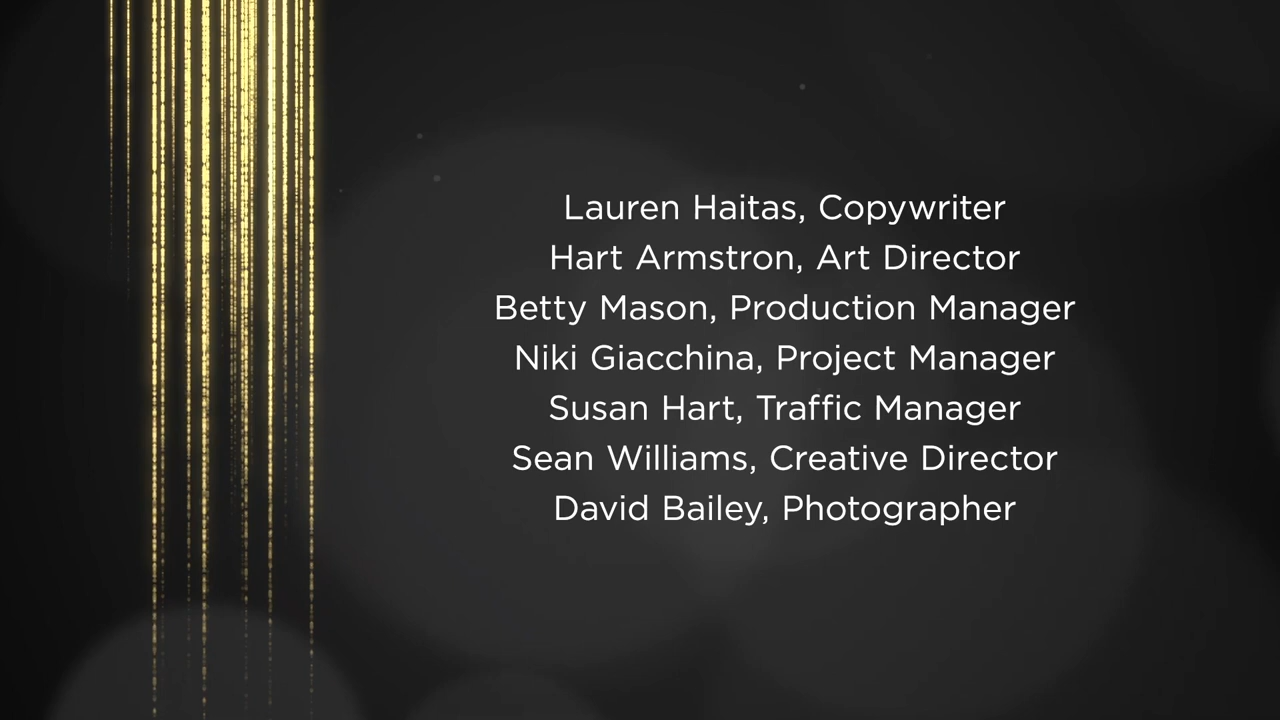 Lauren Haitas, Copywriter
Hart Armstron, Art Director
Betty Mason, Production Manager
Niki Giacchina, Project Manager
Susan Hart, Traffic Manager
Sean Williams, Creative Director
David Bailey, Photographer